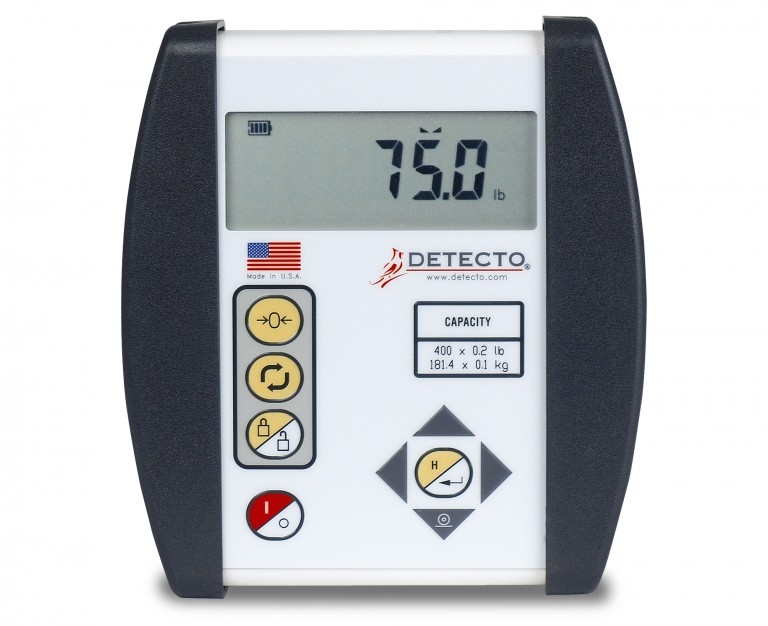 75.0 lb
Made in U.S.A.
DETECTO®
www.detecto.com
→0←
CAPACITY
400 x 0.2 lb
181.4 x 0.1 kg
H
I
O